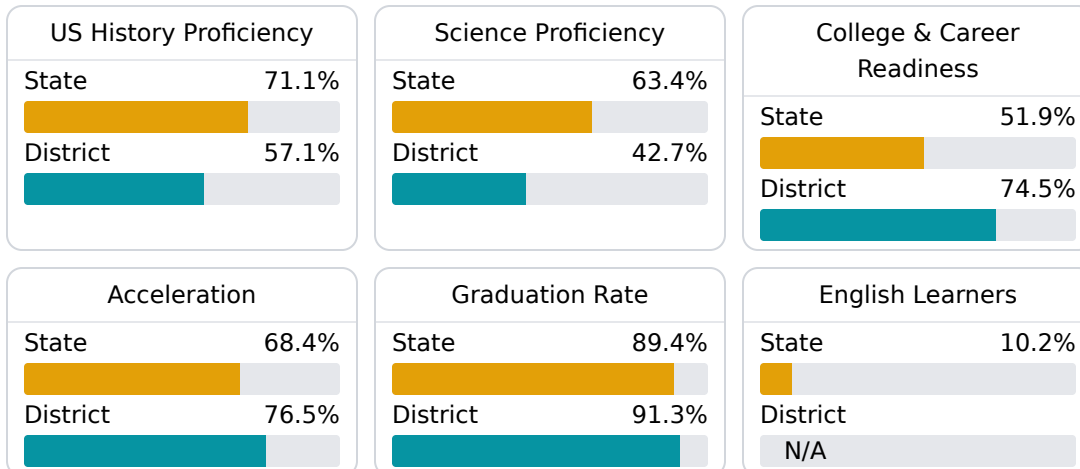 US History Proficiency
State 71.1%
District 57.1%
Science Proficiency
State 63.4%
District 42.7%
College & Career
Readiness
State 51.9%
District 74.5%
Acceleration
State 68.4%
District 76.5%
Graduation Rate
State 89.4%
District 91.3%
English Learners
State 10.2%
District
N/A